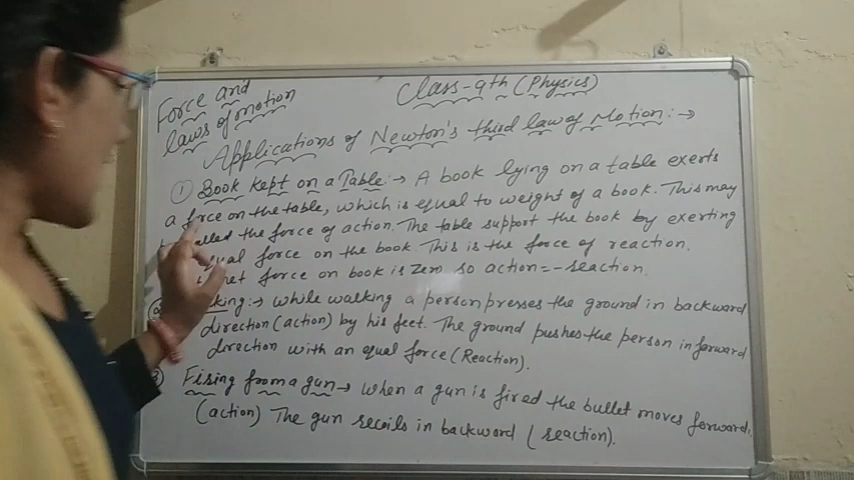 Force and
laws of motion
Class-9th (Physics)
Applications of Newton's third law of Motion:→
① Book kept on a Table:→ A book lying on a table exerts
a force on the table, which is equal to weight of a book. This may
the force of action. The table support the book by exerting
force on the book This is the force of reaction.
net force on book is zero so action=-reaction.
:→ while walking a person presses the ground in backward
direction (action) by his feet. The ground pushes the person in forward
direction with an equal force (Reaction).
Firing from a gun→ when a gun is fired the bullet moves forward.
(action) The gun recoils in backward (reaction).